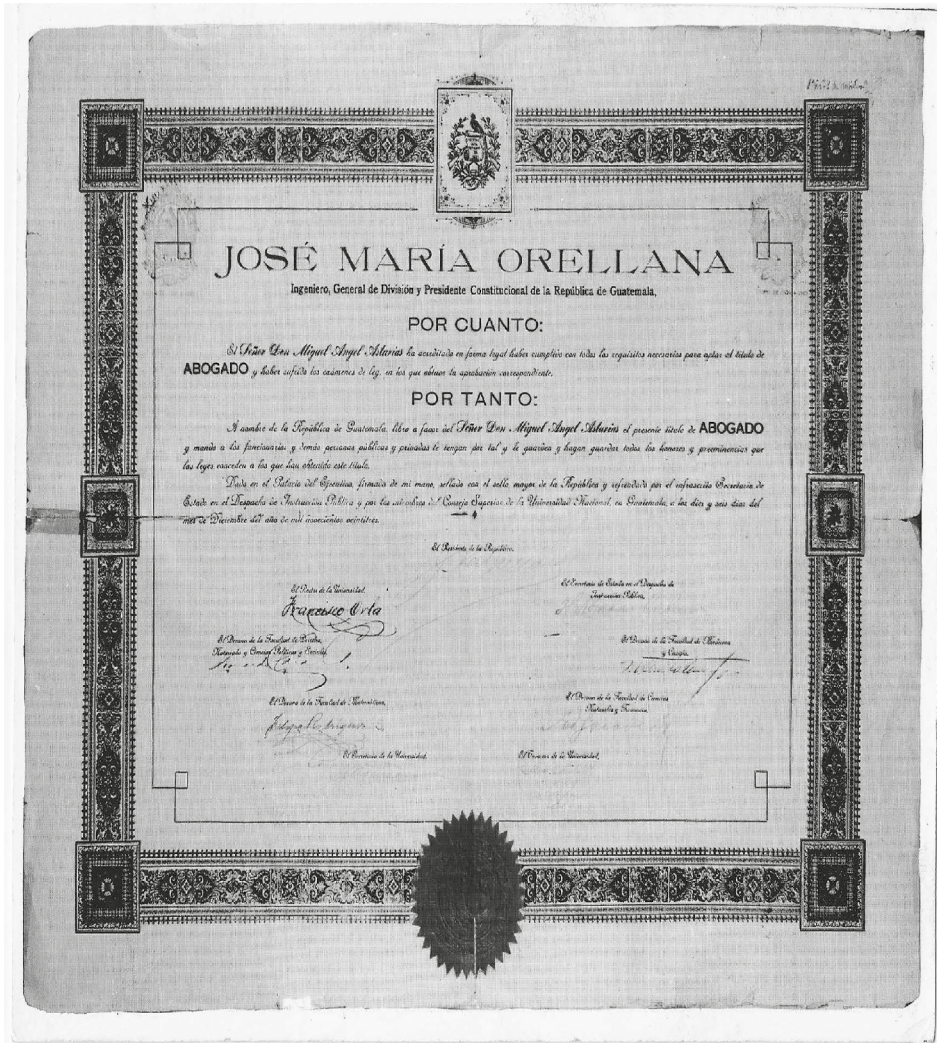 JOSÉ MARÍA ORELLANA
Ingeniero, General de División y Presidente Constitucional de la República de Guatemala,
POR CUANTO:
El Señor Don Miguel Angel Asturias ha acreditado en forma legal haber cumplido con todos los requisitos necesarios para optar el título de
ABOGADO y haber sufrido los exámenes de ley, en los que obtuvo la aprobación correspondiente.
POR TANTO:
A nombre de la República de Guatemala, libro a favor del Señor Don Miguel Angel Asturias el presente título de ABOGADO
y mando a los funcionarios y demás personas públicas y privadas le tengan por tal y le guarden y hagan guardar todos los honores y preeminencias que
las leyes conceden a los que han obtenido este título.
Dado en el Palacio del Ejecutivo, firmado de mi mano, sellado con el sello mayor de la República y refrendado por el infrascrito Secretario de
Estado en el Despacho de Instrucción Pública y por los miembros del Consejo Superior de la Universidad Nacional, en Guatemala, a los diez y seis días del
mes de Diciembre del año de mil novecientos veintitres.
El Presidente de la República,
El Rector de la Universidad,
El Secretario de Estado en el Despacho de
Instrucción Pública,
Francisco
El Decano de la Facultad de Derecho,
Notariado y Ciencias Políticas y Sociales,
El Decano de la Facultad de Medicina
y Cirugía,
El Decano de la Facultad de Matemáticas,
El Decano de la Facultad de Ciencias
Naturales y Farmacia,
El Secretario de la Universidad,
El Tesorero de la Universidad,